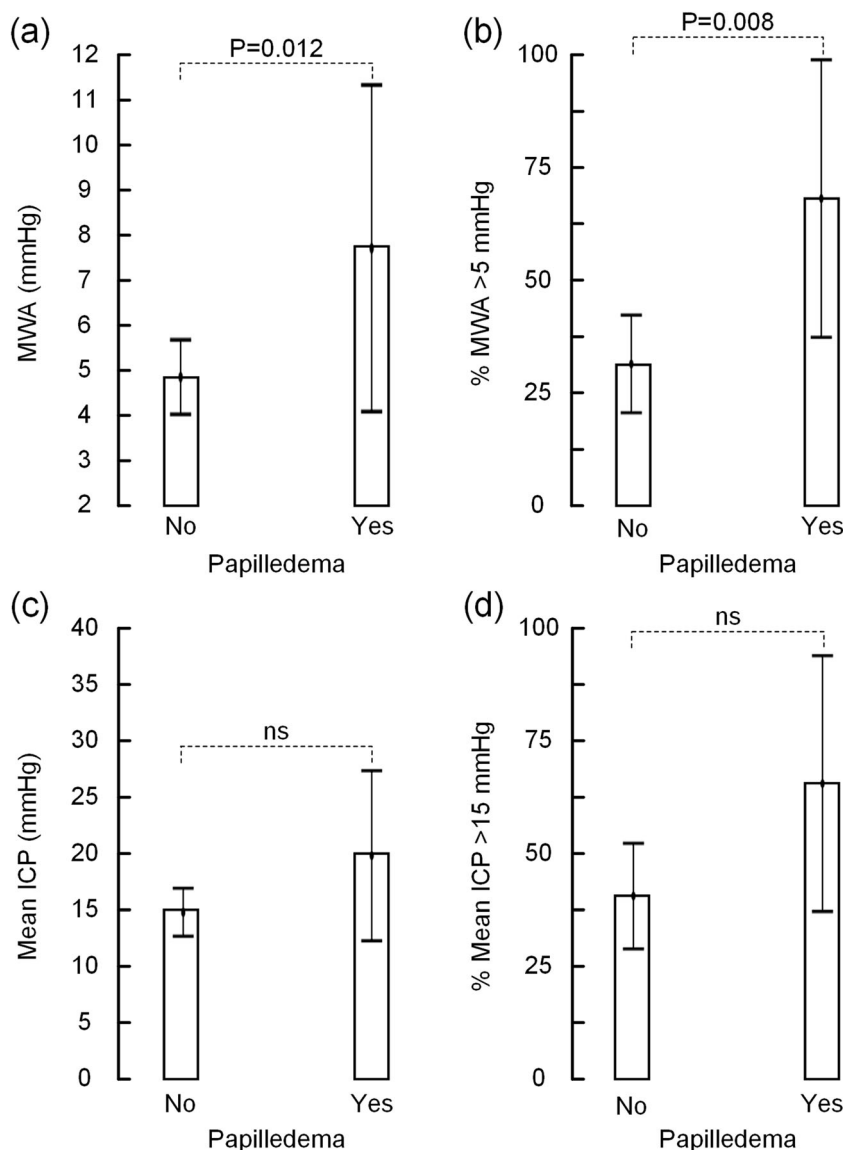 (a)
P=0.012
12
11
10
9
8
7
6
5
4
3
2
MWA (mmHg)
No
Yes
Papilledema
(b)
P=0.008
100
75
50
25
0
% MWA >5 mmHg
No
Yes
Papilledema
(c)
40
35
30
25
20
15
10
5
0
Mean ICP (mmHg)
ns
No
Yes
Papilledema
(d)
ns
100
75
50
25
0
% Mean ICP >15 mmHg
No
Yes
Papilledema